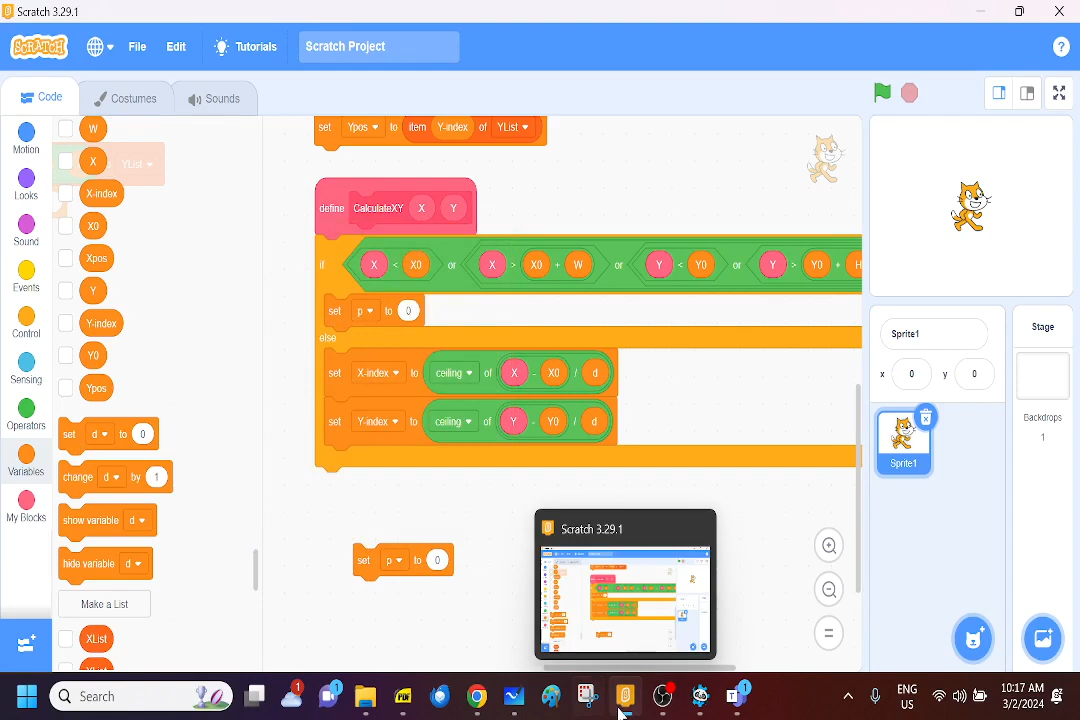 Scratch 3.29.1
SCRATCH File Edit Tutorials Scratch Project ?
Code Costumes Sounds
Motion
Looks
Sound
Events
Control
Sensing
Operators
Variables
My Blocks
W
X
X-index
X0
Xpos
Y
Y-index
Y0
Ypos
YList
set d to 0
change d by 1
show variable d
hide variable d
Make a List
XList
set Ypos to item Y-index of YList
define CalculateXY X Y
if X < X0 or X > X0 + W or Y < Y0 or Y > Y0 + H
set p to 0
else
set X-index to ceiling of X - X0 / d
set Y-index to ceiling of Y - Y0 / d
set p to 0
Scratch 3.29.1
Sprite1
x 0 y 0
Sprite1
Stage
Backdrops
1
Search
1
1
PDF
1
ENG
US
10:17 AM
3/2/2024